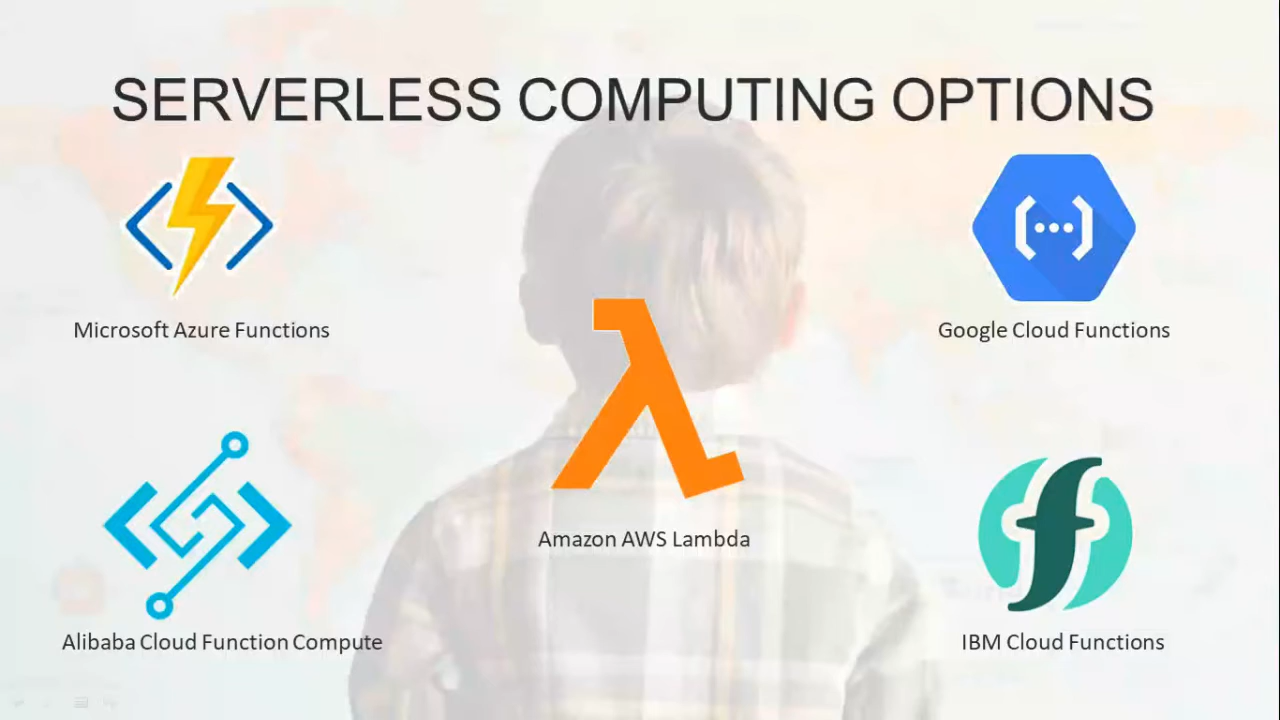 SERVERLESS COMPUTING OPTIONS
Microsoft Azure Functions
Google Cloud Functions
Amazon AWS Lambda
Alibaba Cloud Function Compute
IBM Cloud Functions